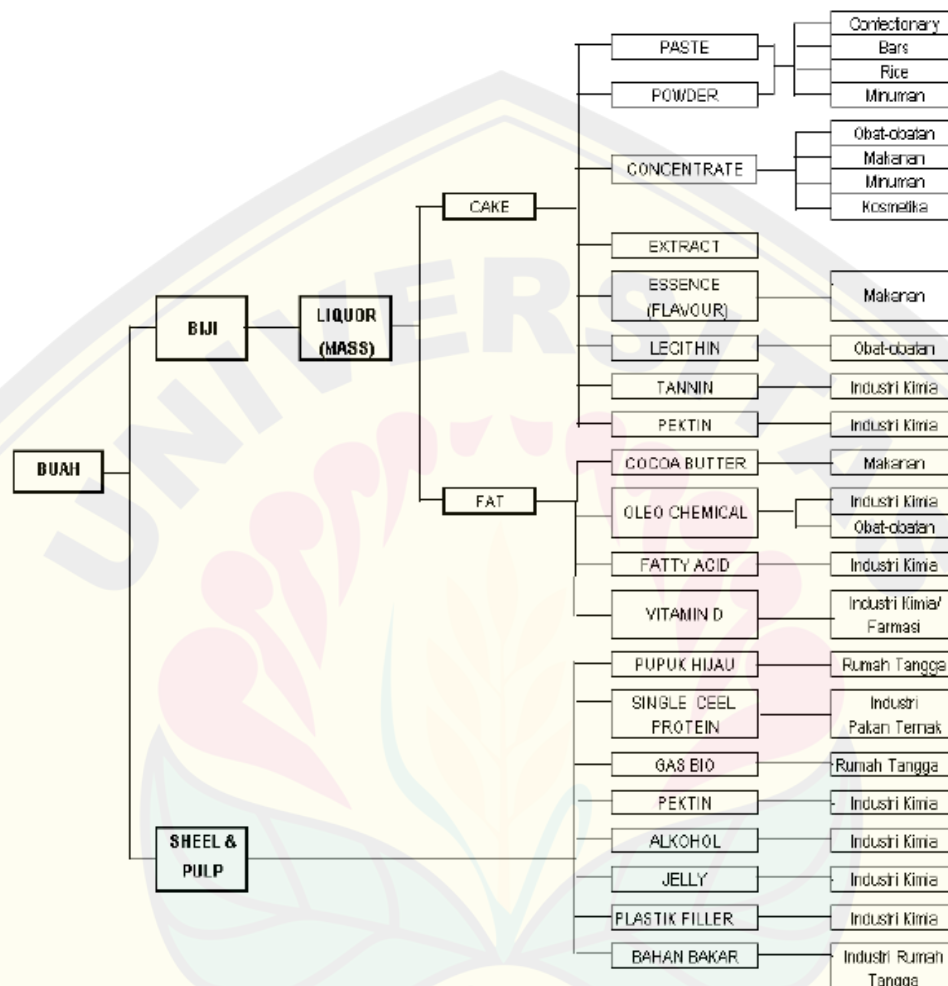 Confectionary
PASTE
Bars
Rice
POWDER
Minuman
Obat-obatan
CONCENTRATE
Makanan
Minuman
Kosmetika
CAKE
EXTRACT
ESSENCE
(FLAVOUR)
Makanan
BIJI
LIQUOR
(MASS)
LECITHIN
Obat-obatan
TANNIN
Industri Kimia
PEKTIN
Industri Kimia
BUAH
COCOA BUTTER
Makanan
FAT
OLEO CHEMICAL
Industri Kimia
Obat-obatan
FATTY ACID
Industri Kimia
VITAMIN D
Industri Kimia/
Farmasi
PUPUK HIJAU
Rumah Tangga
SINGLE CEEL
PROTEIN
Industri
Pakan Ternak
GAS BIO
Rumah Tangga
PEKTIN
Industri Kimia
SHEEL &
PULP
ALKOHOL
Industri Kimia
JELLY
Industri Kimia
PLASTIK FILLER
Industri Kimia
BAHAN BAKAR
Industri Rumah
Tangga
UNIVERSITAS